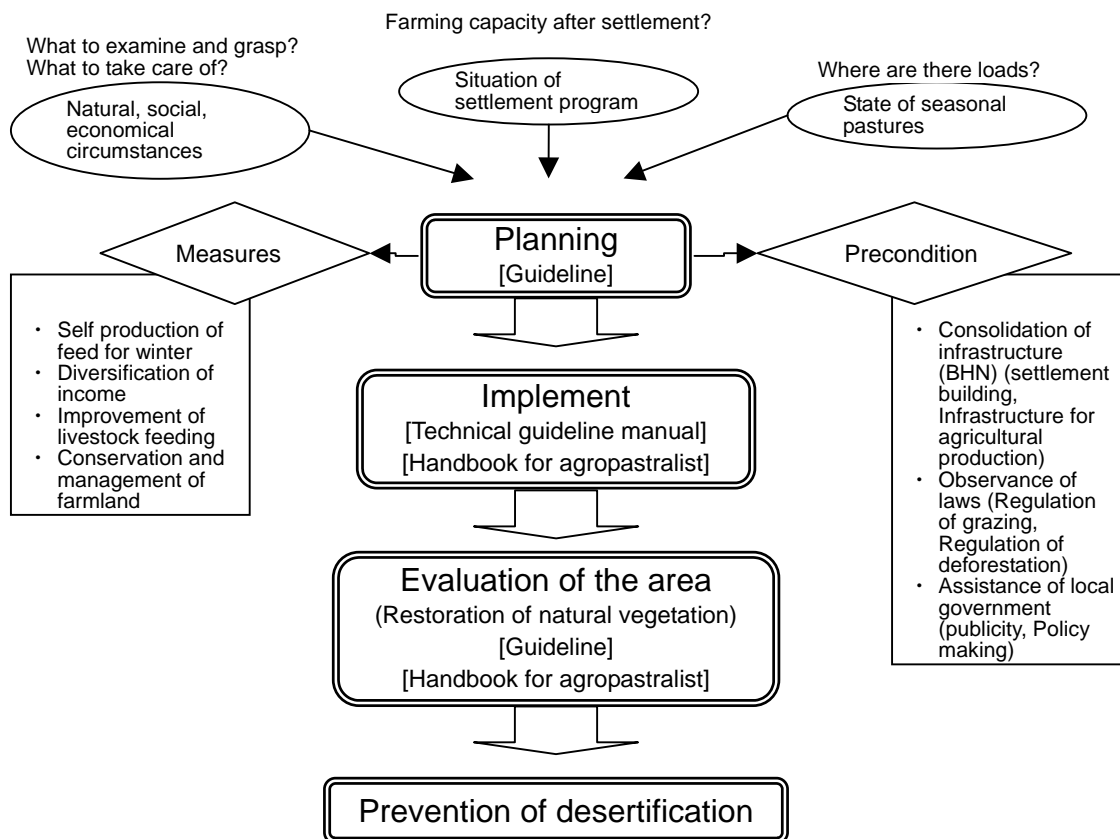 Farming capacity after settlement?
What to examine and grasp?
What to take care of?
Where are there loads?
Natural, social,
economical
circumstances
Situation of
settlement program
State of seasonal
pastures
Measures
Planning
[Guideline]
Precondition
・ Self production of
feed for winter
・ Diversification of
income
・ Improvement of
livestock feeding
・ Conservation and
management of
farmland
・ Consolidation of
infrastructure
(BHN) (settlement
building,
Infrastructure for
agricultural
production)
・ Observance of
laws (Regulation
of grazing,
Regulation of
deforestation)
・ Assistance of local
government
(publicity, Policy
making)
Implement
[Technical guideline manual]
[Handbook for agropastralist]
Evaluation of the area
(Restoration of natural vegetation)
[Guideline]
[Handbook for agropastralist]
Prevention of desertification